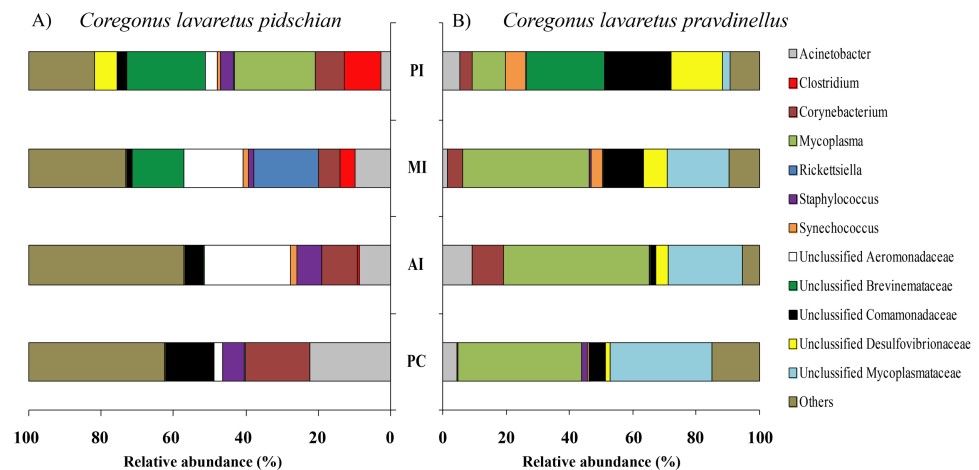 A) Coregonus lavaretus pidschian
B) Coregonus lavaretus pravdinellus
PI
MI
AI
PC
100 80 60 40 20 0
0 20 40 60 80 100
Relative abundance (%)
Relative abundance (%)
Acinetobacter
Clostridium
Corynebacterium
Mycoplasma
Rickettsiella
Staphylococcus
Synechococcus
Unclassified Aeromonadaceae
Unclassified Brevinemataceae
Unclassified Comamonadaceae
Unclassified Desulfovibrionaceae
Unclassified Mycoplasmataceae
Others